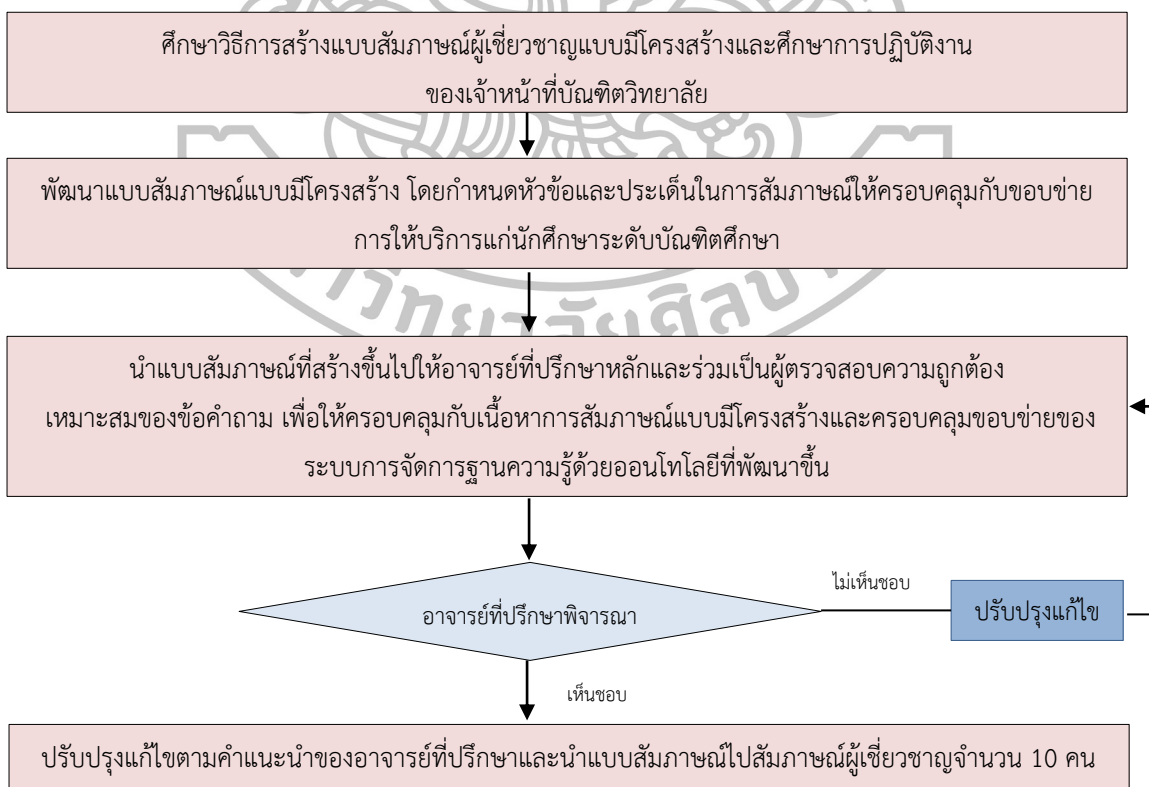 ศึกษาวิธีการสร้างแบบสัมภาษณ์ผู้เชี่ยวชาญแบบมีโครงสร้างและศึกษาการปฏิบัติงาน
ของเจ้าหน้าที่บัณฑิตวิทยาลัย
พัฒนาแบบสัมภาษณ์แบบมีโครงสร้าง โดยกำหนดหัวข้อและประเด็นในการสัมภาษณ์ให้ครอบคลุมกับขอบข่าย
การให้บริการแก่นักศึกษาระดับบัณฑิตศึกษา
นำแบบสัมภาษณ์ที่สร้างขึ้นไปให้อาจารย์ที่ปรึกษาหลักและร่วมเป็นผู้ตรวจสอบความถูกต้อง
เหมาะสมของข้อคำถาม เพื่อให้ครอบคลุมกับเนื้อหาการสัมภาษณ์แบบมีโครงสร้างและครอบคลุมขอบข่ายของ
ระบบการจัดการฐานความรู้ด้วยออนโทโลยีที่พัฒนาขึ้น
ไม่เห็นชอบ
อาจารย์ที่ปรึกษาพิจารณา
ปรับปรุงแก้ไข
เห็นชอบ
ปรับปรุงแก้ไขตามคำแนะนำของอาจารย์ที่ปรึกษาและนำแบบสัมภาษณ์ไปสัมภาษณ์ผู้เชี่ยวชาญจำนวน 10 คน